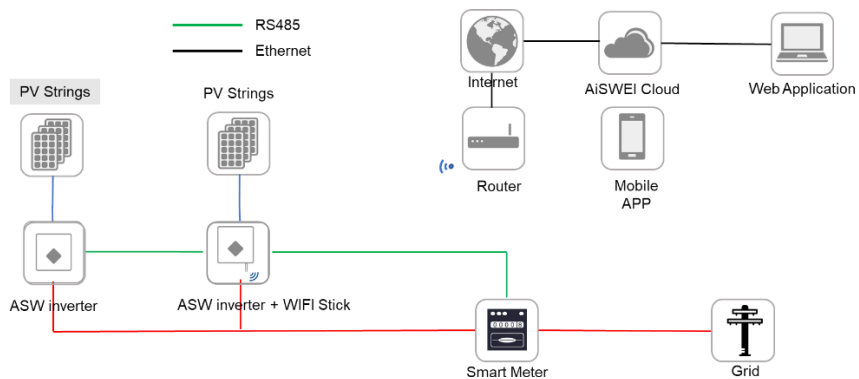 RS485
Ethernet
Internet
AiSWEI Cloud
Web Application
PV Strings
PV Strings
Router
Mobile
APP
ASW inverter
ASW inverter + WIFI Stick
00008
Smart Meter
Grid